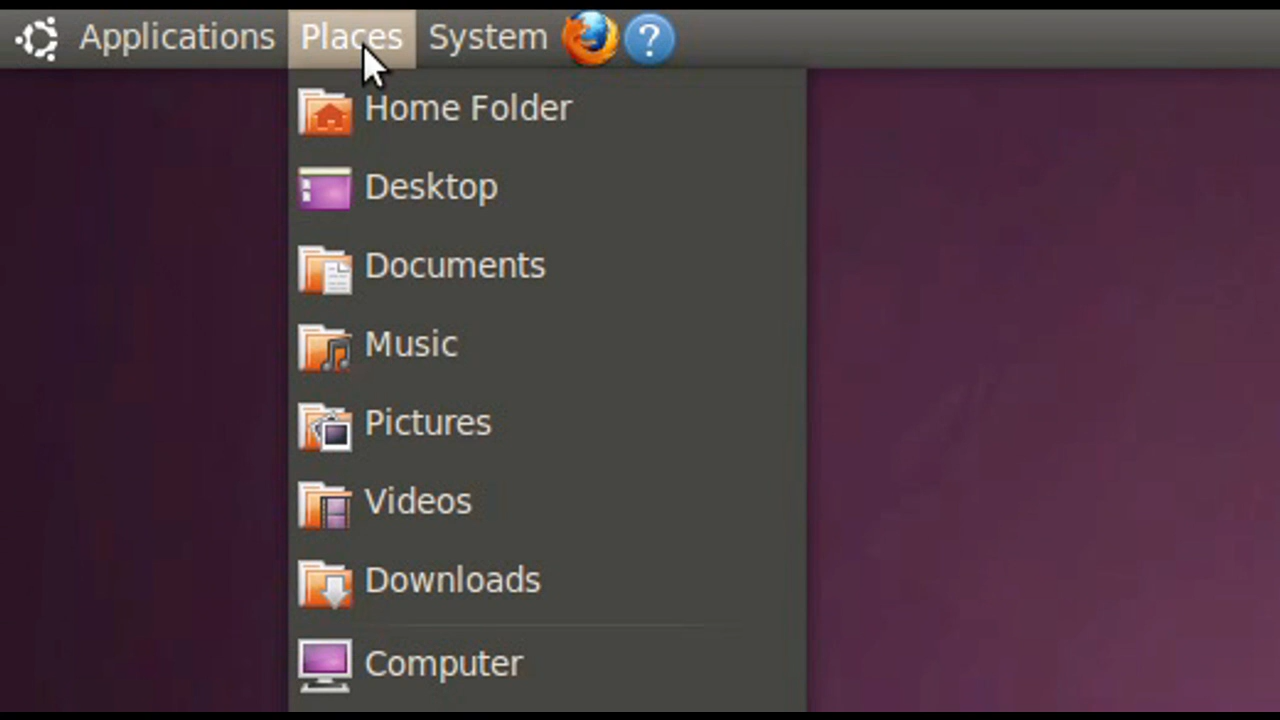 Applications Places System ?
Home Folder
Desktop
Documents
Music
Pictures
Videos
Downloads
Computer